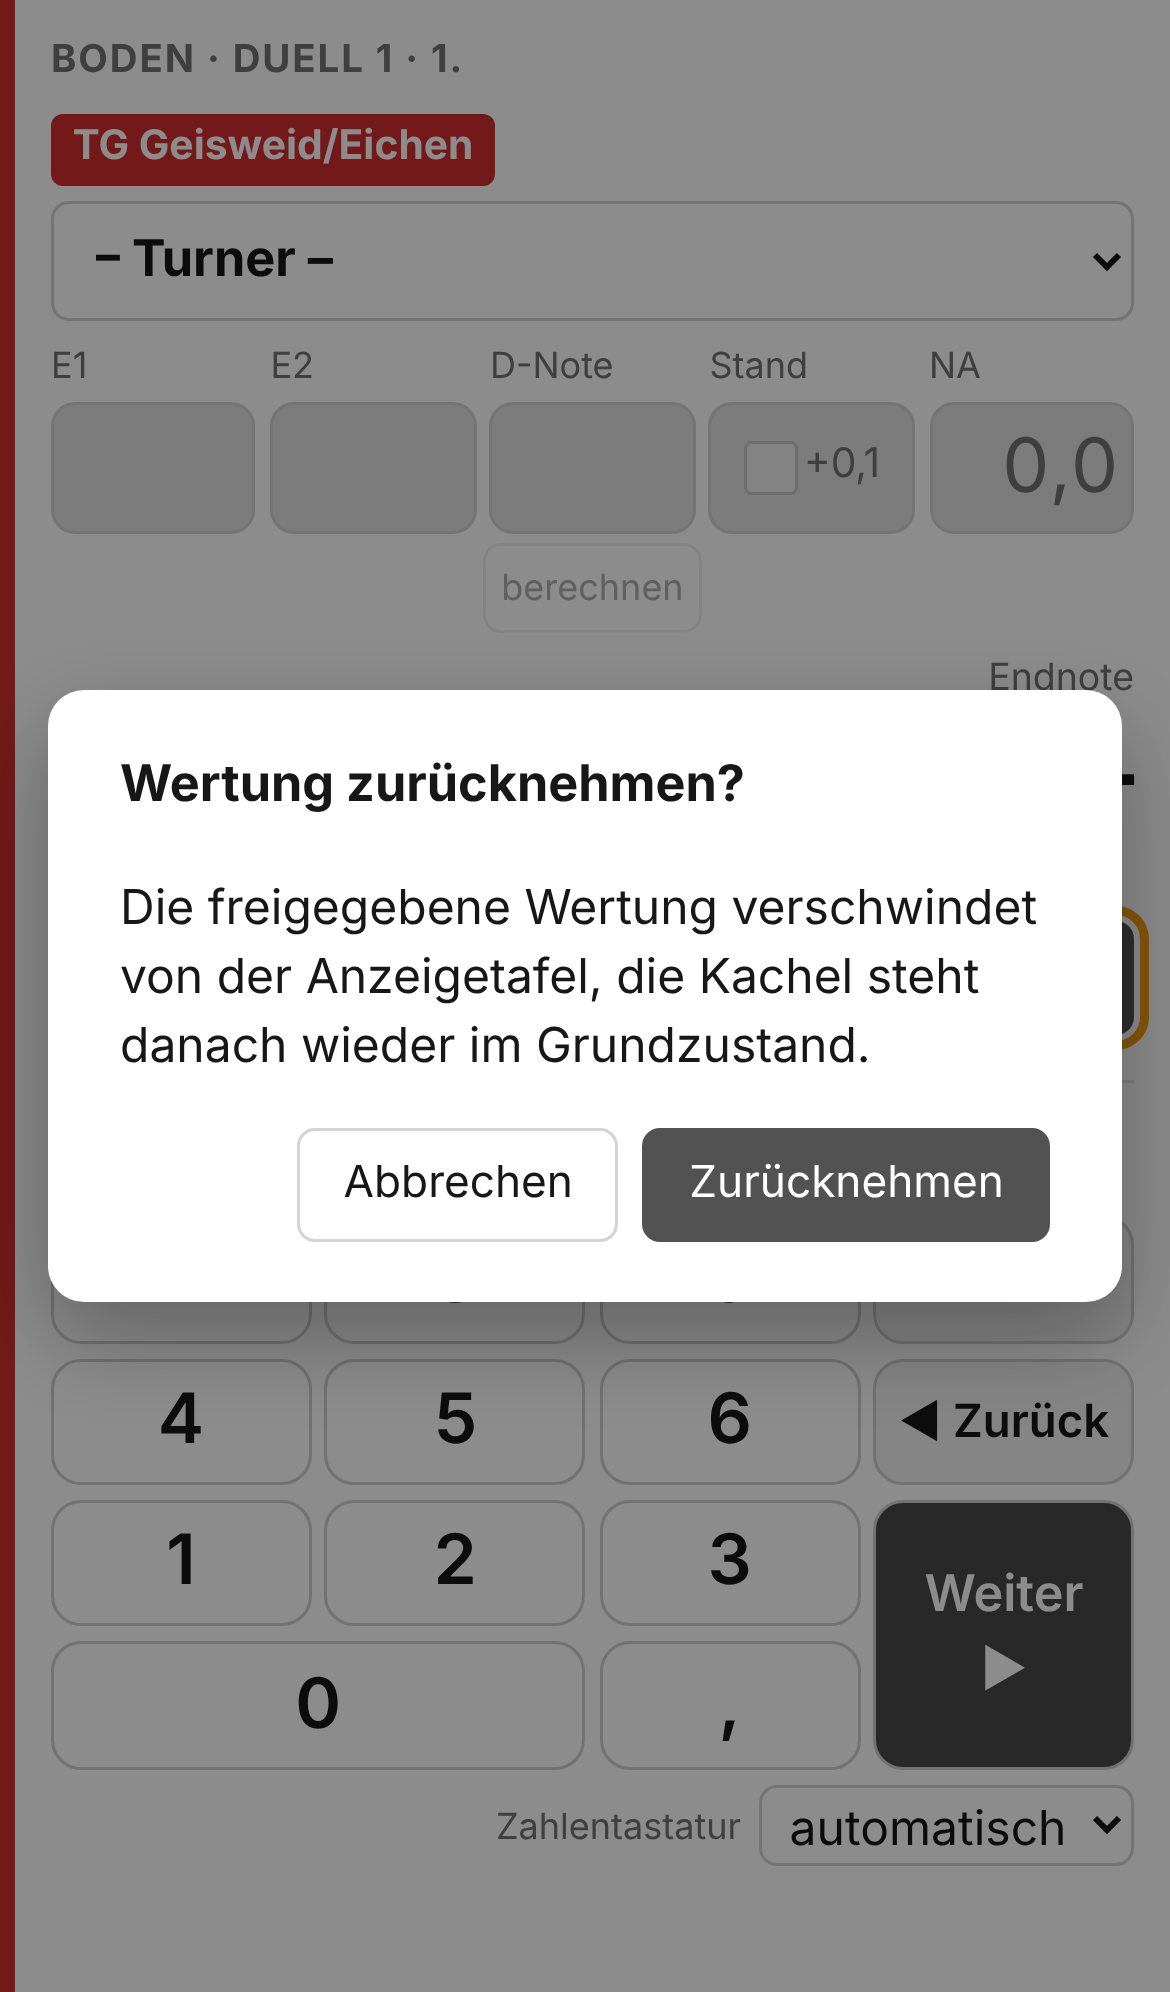 BODEN · DUELL 1 · 1.
TG Geisweid/Eichen
– Turner –
E1 E2 D-Note Stand NA
+0,1 0,0
berechnen
Endnote
Wertung zurücknehmen?
Die freigegebene Wertung verschwindet
von der Anzeigetafel, die Kachel steht
danach wieder im Grundzustand.
Abbrechen Zurücknehmen
4 5 6 ◀ Zurück
1 2 3 Weiter ▶
0 ,
Zahlentastatur automatisch